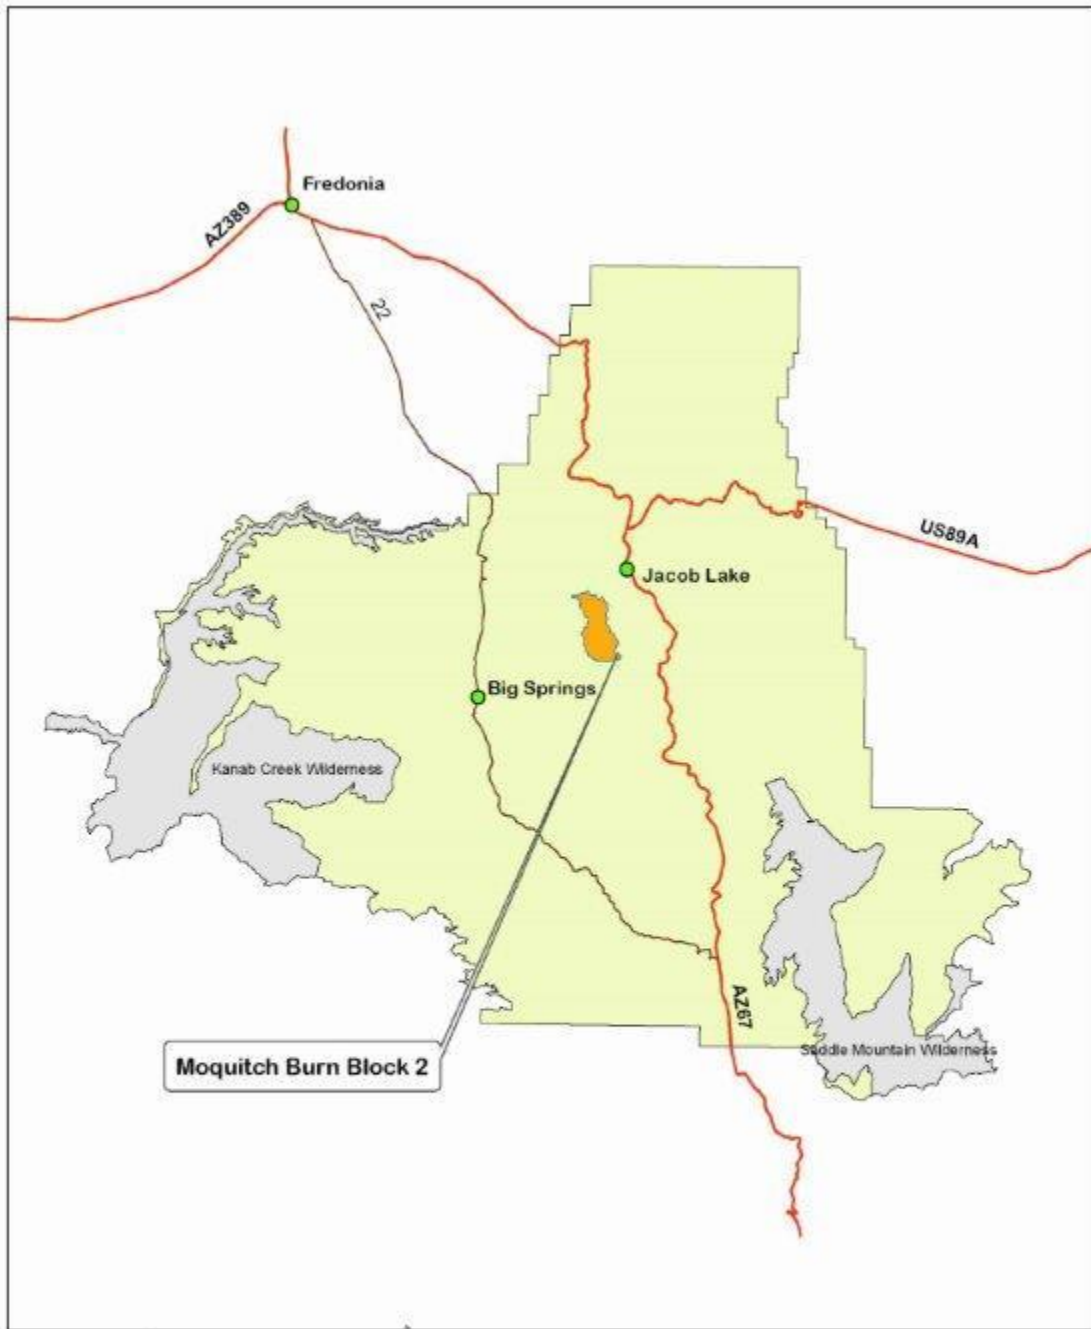 Fredonia
AZ389
22
US89A
Jacob Lake
Big Springs
Kanab Creek Wilderness
AZ67
Saddle Mountain Wilderness
Moquitch Burn Block 2